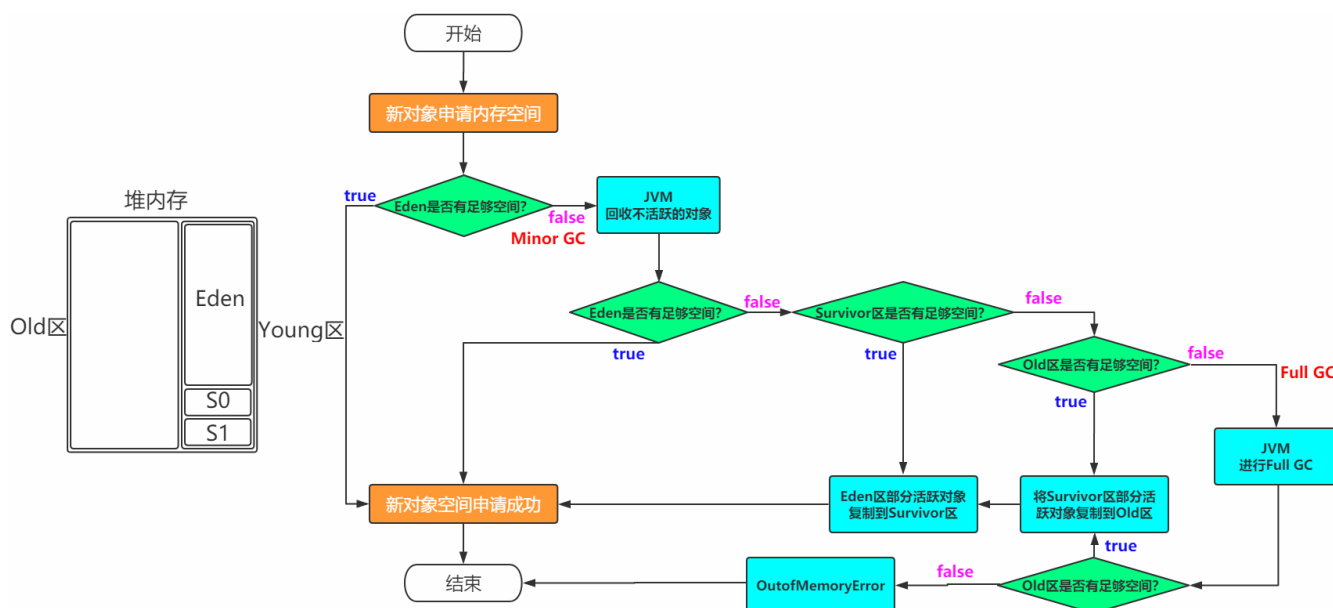 开始
新对象申请内存空间
true
Eden是否有足够空间?
false
Minor GC
JVM
回收不活跃的对象
堆内存
Old区
Eden
S0
S1
Young区
Eden是否有足够空间?
false
true
Survivor区是否有足够空间?
false
true
Old区是否有足够空间?
false
Full GC
true
JVM
进行Full GC
新对象空间申请成功
Eden区部分活跃对象
复制到Survivor区
将Survivor区部分活
跃对象复制到Old区
true
结束
OutofMemoryError
false
Old区是否有足够空间?